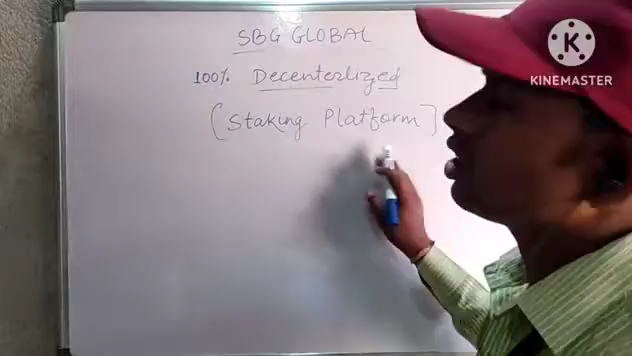 SBG GLOBAL
100% Decenterlized
(Staking Platform]
K
KINEMASTER